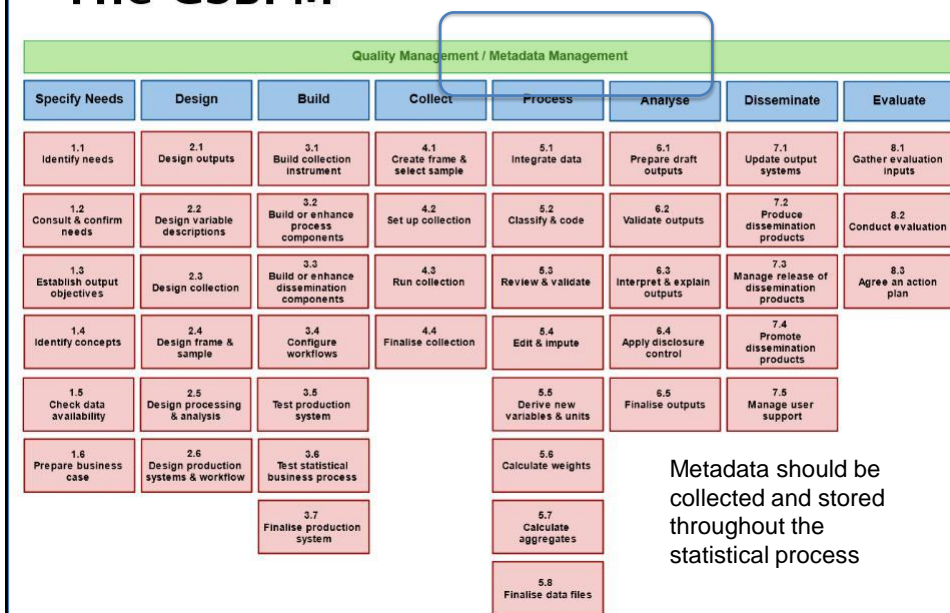 The GSBPM
Quality Management / Metadata Management
Specify Needs
Design
Build
Collect
Process
Analyse
Disseminate
Evaluate
1.1
Identify needs
1.2
Consult & confirm
needs
1.3
Establish output
objectives
1.4
Identify concepts
1.5
Check data
availability
1.6
Prepare business
case
2.1
Design outputs
2.2
Design variable
descriptions
2.3
Design collection
2.4
Design frame &
sample
2.5
Design processing
& analysis
2.6
Design production
systems & workflow
3.1
Build collection
instrument
3.2
Build or enhance
process
components
3.3
Build or enhance
dissemination
components
3.4
Configure
workflows
3.5
Test production
system
3.6
Test statistical
business process
3.7
Finalise production
system
4.1
Create frame &
select sample
4.2
Set up collection
4.3
Run collection
4.4
Finalise collection
5.1
Integrate data
5.2
Classify & code
5.3
Review & validate
5.4
Edit & impute
5.5
Derive new
variables & units
5.6
Calculate weights
5.7
Calculate
aggregates
5.8
Finalise data files
6.1
Prepare draft
outputs
6.2
Validate outputs
6.3
Interpret & explain
outputs
6.4
Apply disclosure
control
6.5
Finalise outputs
7.1
Update output
systems
7.2
Produce
dissemination
products
7.3
Manage release of
dissemination
products
7.4
Promote
dissemination
products
7.5
Manage user
support
8.1
Gather evaluation
inputs
8.2
Conduct evaluation
8.3
Agree an action
plan
Metadata should be
collected and stored
throughout the
statistical process